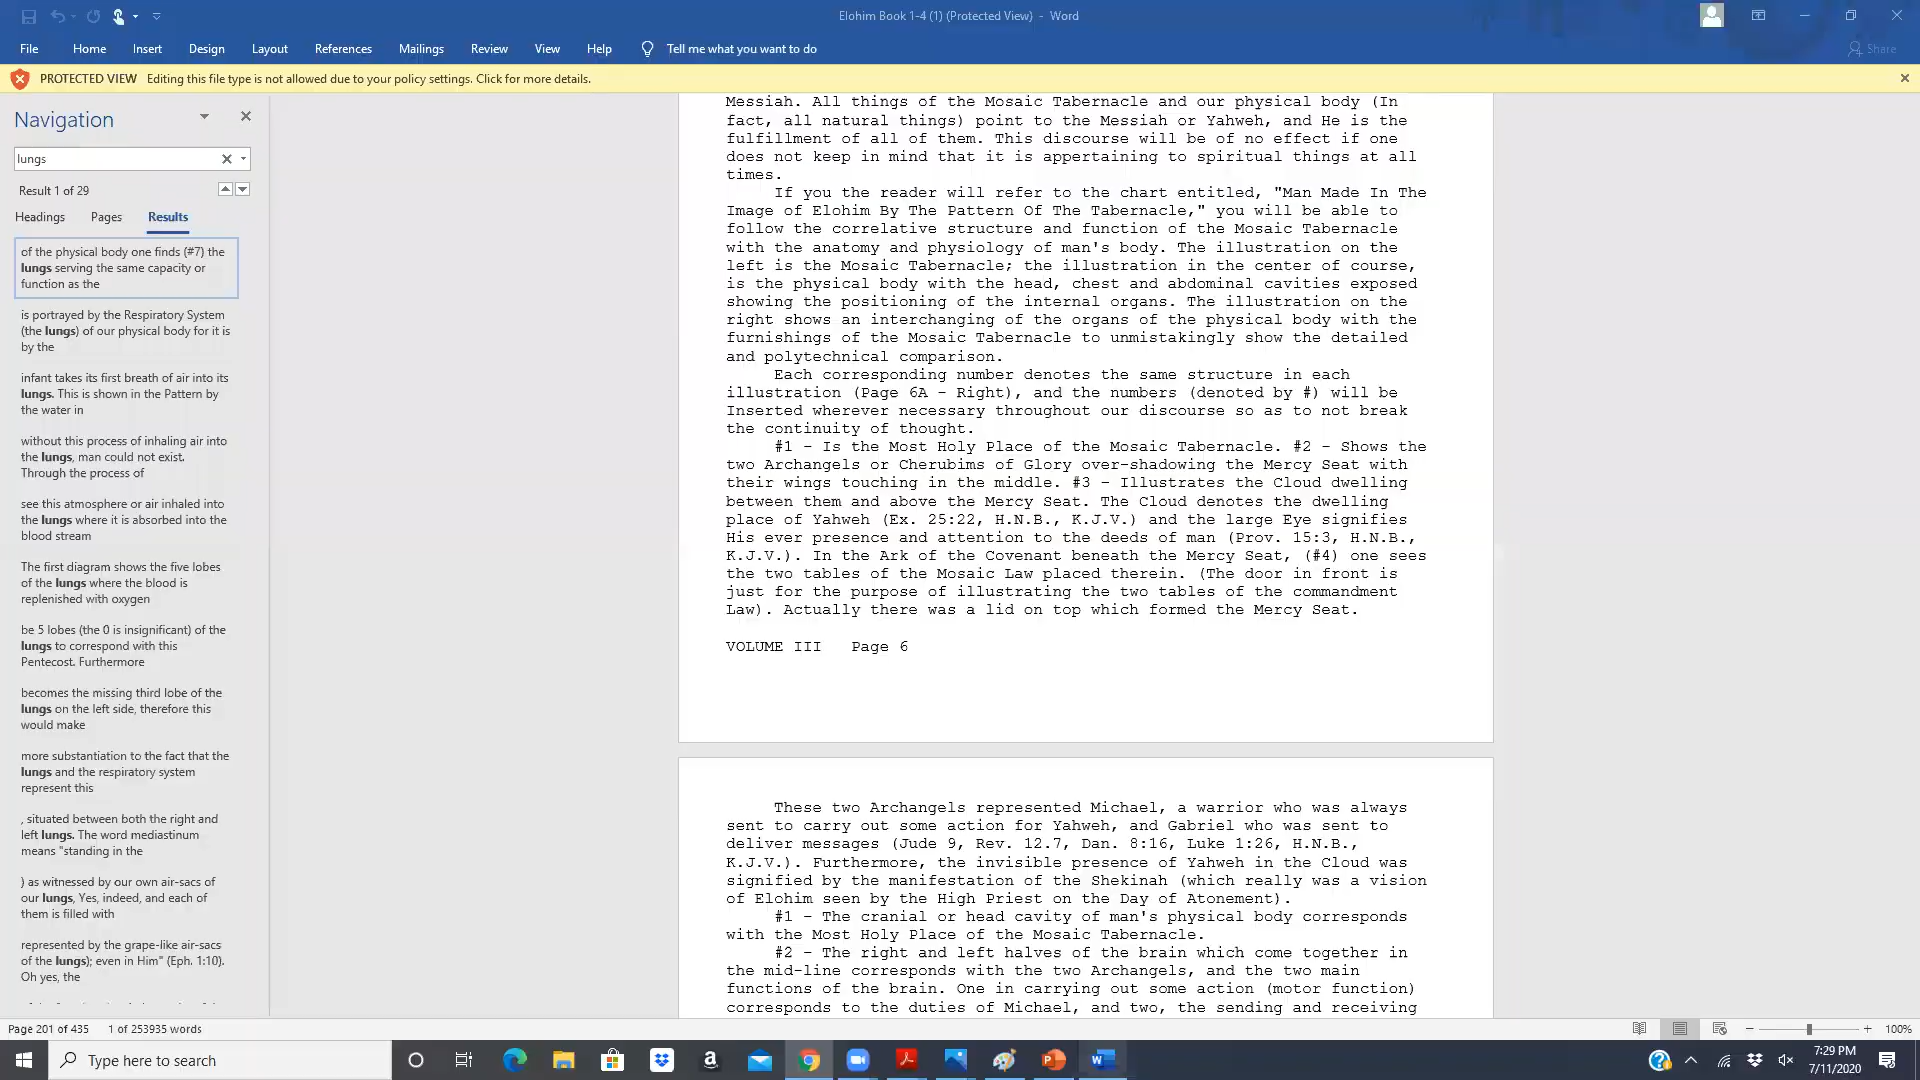 Elohim Book 1-4 (1) (Protected View) - Word
File Home Insert Design Layout References Mailings Review View Help Tell me what you want to do Share
PROTECTED VIEW Editing this file type is not allowed due to your policy settings. Click for more details.
Navigation
lungs
Result 1 of 29
Headings Pages Results
of the physical body one finds (#7) the
lungs serving the same capacity or
function as the
is portrayed by the Respiratory System
(the lungs) of our physical body for it is
by the
infant takes its first breath of air into its
lungs. This is shown in the Pattern by
the water in
without this process of inhaling air into
the lungs, man could not exist.
Through the process of
see this atmosphere or air inhaled into
the lungs where it is absorbed into the
blood stream
The first diagram shows the five lobes
of the lungs where the blood is
replenished with oxygen
be 5 lobes (the 0 is insignificant) of the
lungs to correspond with this
Pentecost. Furthermore
becomes the missing third lobe of the
lungs on the left side, therefore this
would make
more substantiation to the fact that the
lungs and the respiratory system
represent this
, situated between both the right and
left lungs. The word mediastinum
means "standing in the
) as witnessed by our own air-sacs of
our lungs, Yes, indeed, and each of
them is filled with
represented by the grape-like air-sacs
of the lungs); even in Him" (Eph. 1:10).
Oh yes, the
Messiah. All things of the Mosaic Tabernacle and our physical body (In
fact, all natural things) point to the Messiah or Yahweh, and He is the
fulfillment of all of them. This discourse will be of no effect if one
does not keep in mind that it is appertaining to spiritual things at all
times.
If you the reader will refer to the chart entitled, "Man Made In The
Image of Elohim By The Pattern Of The Tabernacle," you will be able to
follow the correlative structure and function of the Mosaic Tabernacle
with the anatomy and physiology of man's body. The illustration on the
left is the Mosaic Tabernacle; the illustration in the center of course,
is the physical body with the head, chest and abdominal cavities exposed
showing the positioning of the internal organs. The illustration on the
right shows an interchanging of the organs of the physical body with the
furnishings of the Mosaic Tabernacle to unmistakingly show the detailed
and polytechnical comparison.
Each corresponding number denotes the same structure in each
illustration (Page 6A - Right), and the numbers (denoted by #) will be
Inserted wherever necessary throughout our discourse so as to not break
the continuity of thought.
#1 - Is the Most Holy Place of the Mosaic Tabernacle. #2 - Shows the
two Archangels or Cherubims of Glory over-shadowing the Mercy Seat with
their wings touching in the middle. #3 - Illustrates the Cloud dwelling
between them and above the Mercy Seat. The Cloud denotes the dwelling
place of Yahweh (Ex. 25:22, H.N.B., K.J.V.) and the large Eye signifies
His ever presence and attention to the deeds of man (Prov. 15:3, H.N.B.,
K.J.V.). In the Ark of the Covenant beneath the Mercy Seat, (#4) one sees
the two tables of the Mosaic Law placed therein. (The door in front is
just for the purpose of illustrating the two tables of the commandment
Law). Actually there was a lid on top which formed the Mercy Seat.
VOLUME III Page 6
These two Archangels represented Michael, a warrior who was always
sent to carry out some action for Yahweh, and Gabriel who was sent to
deliver messages (Jude 9, Rev. 12.7, Dan. 8:16, Luke 1:26, H.N.B.,
K.J.V.). Furthermore, the invisible presence of Yahweh in the Cloud was
signified by the manifestation of the Shekinah (which really was a vision
of Elohim seen by the High Priest on the Day of Atonement).
#1 - The cranial or head cavity of man's physical body corresponds
with the Most Holy Place of the Mosaic Tabernacle.
#2 - The right and left halves of the brain which come together in
the mid-line corresponds with the two Archangels, and the two main
functions of the brain. One in carrying out some action (motor function)
corresponds to the duties of Michael, and two, the sending and receiving
Page 201 of 435 1 of 253935 words 100%
Type here to search
7:29 PM
7/11/2020